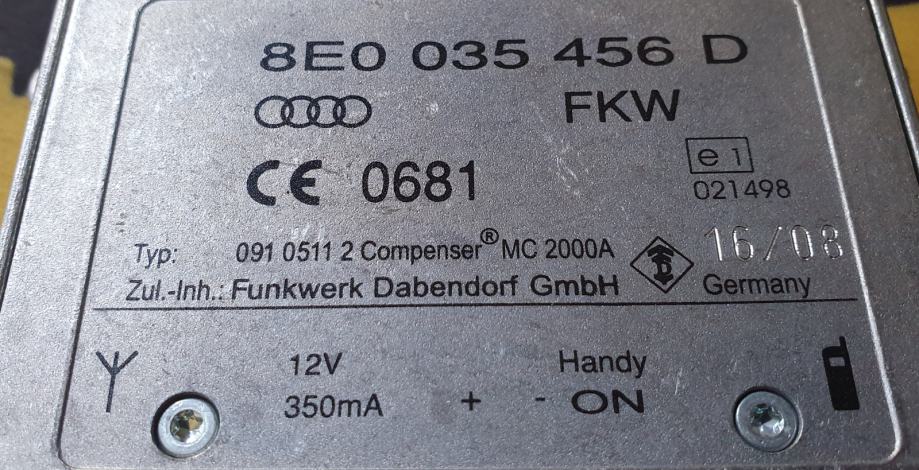 8E0 035 456 D
FKW
CE 0681
e 1
021498
Typ: 091 0511 2 Compenser® MC 2000A
16/08
Zul.-Inh.: Funkwerk Dabendorf GmbH
Germany
12V
Handy
350mA + - ON